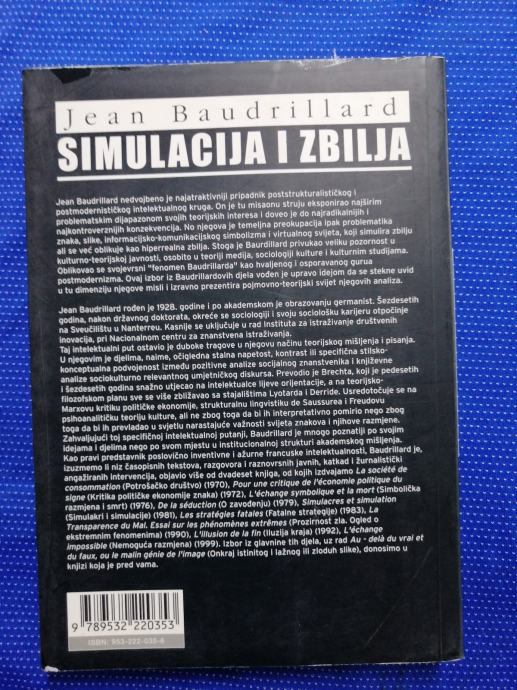 Jean Baudrillard
SIMULACIJA I ZBILJA
Jean Baudrillard nedvojbeno je najatraktivniji pripadnik poststrukturalističkog i
postmodernističkog intelektualnog kruga. On je tu misaonu struju eksponirao najširim
problematskim dijapazonom svojih teorijskih interesa i doveo je do najradikalnijih i
najkontroverznijih konzekvencija. No njegova je temeljna preokupacija ipak problematika
znaka, slike, informacijsko-komunikacijskog simbolizma i virtualnog svijeta, koji simulira zbilju
ali se već oblikuje kao hiperrealna zbilja. Stoga je Baudrillard privukao veliku pozornost u
kulturno-teorijskoj javnosti, osobito u teoriji medija, sociologiji kulture i kulturnim studijama.
Oblikovao se svojevrsni "fenomen Baudrillarda" kao hvaljenog i osporavanog gurua
postmodernizma. Ovaj izbor iz Baudrillardovih djela vođen je upravo idejom da se stekne uvid
u tu dimenziju njegove misli i izravno prezentira pojmovno-teorijski svijet njegovih analiza.
Jean Baudrillard rođen je 1928. godine i po akademskom je obrazovanju germanist. Šezdesetih
godina, nakon državnog doktorata, okreće se sociologiji i svoju sociološku karijeru otpočinje
na Sveučilištu u Nanterreu. Kasnije se uključuje u rad Instituta za istraživanje društvenih
inovacija, pri Nacionalnom centru za znanstvena istraživanja.
Taj intelektualni put ostavio je duboke tragove u njegovu načinu teorijskog mišljenja i pisanja.
U njegovim je djelima, naime, očigledna stalna napetost, kontrast ili specifična stilsko-
konceptualna podvojenost između pozitivne analize socijalnog znanstvenika i književne
analize sociokulturno relevantnog umjetničkog diskursa. Prevodio je Brechta, koji je pedesetih
i šezdesetih godina snažno utjecao na intelektualce lijeve orijentacije, a na teorijsko-
filozofskom planu sve se više zbližavao sa stajalištima Lyotarda i Derride. Usredotočuje se na
Marxovu kritiku političke ekonomije, strukturalnu lingvistiku de Saussurea i Freudovu
psihoanalitičku teoriju kulture, ali ne zbog toga da bi ih interpretativno pomirio nego zbog
toga da bi ih prevladao u svjetlu narastajuće važnosti svijeta znakova i njihove razmjene.
Zahvaljujući toj specifičnoj intelektualnoj putanji, Baudrillard je mnogo poznatiji po svojim
idejama i djelima nego po svom mjestu u institucionalnoj strukturi akademskog mišljenja.
Kao pravi predstavnik poslovično inventivne i ažurne francuske intelektualnosti, Baudrillard je,
izuzmemo li niz časopisnih tekstova, razgovora i raznovrsnih javnih, katkad i žurnalistički
angažiranih intervencija, objavio više od dvadeset knjiga, od kojih izdvajamo La société de
consommation (Potrošačko društvo) (1970), Pour une critique de l'économie politique du
signe (Kritika političke ekonomije znaka) (1972), L'échange symbolique et la mort (Simbolička
razmjena i smrt) (1976), De la séduction (O zavođenju) (1979), Simulacres et simulation
(Simulakri i simulacije) (1981), Les stratégies fatales (Fatalne strategije) (1983), La
Transparence du Mal. Essai sur les phénomènes extrêmes (Prozirnost zla. Ogled o
ekstremnim fenomenima) (1990), L'illusion de la fin (Iluzija kraja) (1992), L'échange
impossible (Nemoguća razmjena) (1999). Izbor iz glavnine tih djela, uz rad Au - delà du vrai et
du faux, ou le malin génie de l'image (Onkraj istinitog i lažnog ili zloduh slike), donosimo u
knjizi koja je pred vama.
9 789532 220353
ISBN: 953-222-035-6